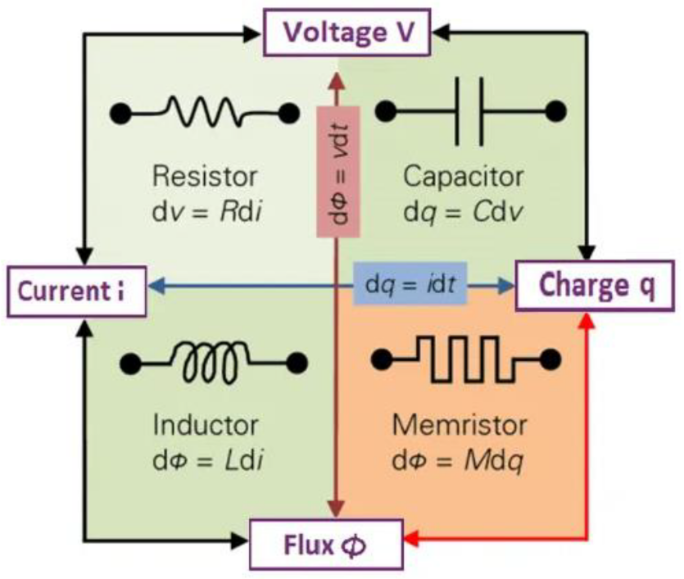 Voltage V
Resistor
dv = Rdi
dΦ = vdt
Capacitor
dq = Cdv
Current i
dq = idt
Charge q
Inductor
dΦ = Ldi
Memristor
dΦ = Mdq
Flux Φ